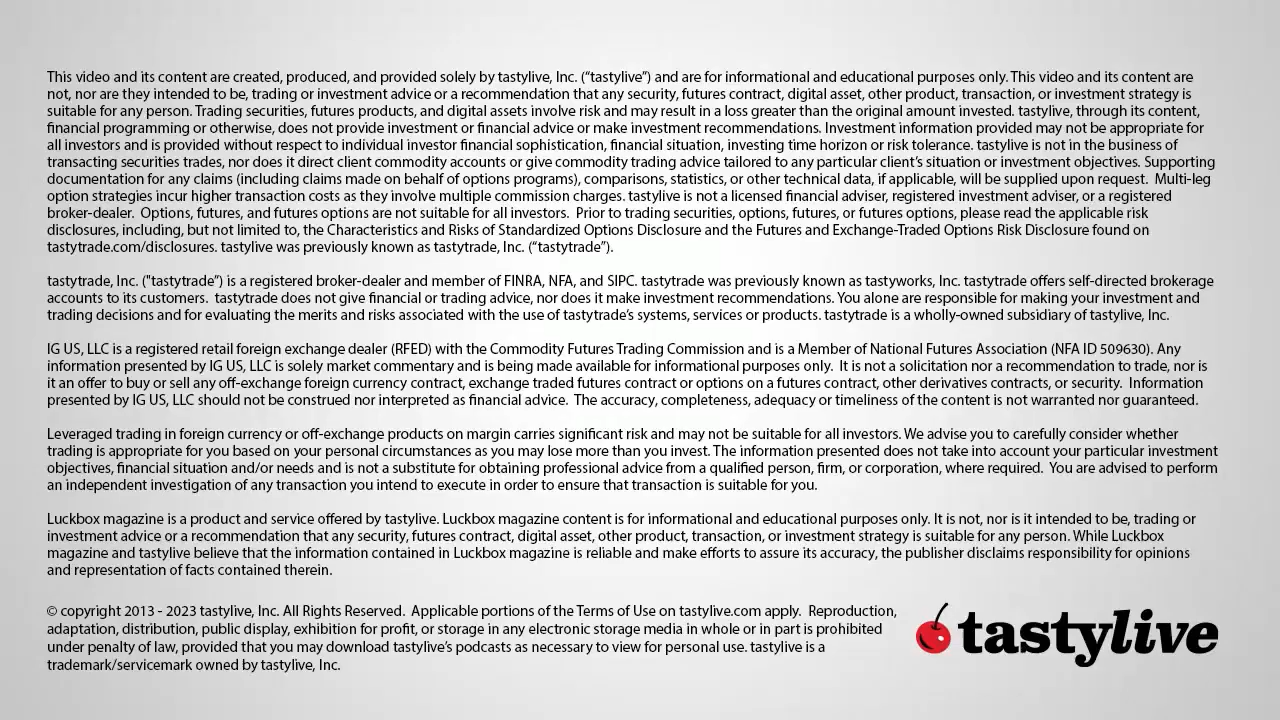 This video and its content are created, produced, and provided solely by tastylive, Inc. (“tastylive”) and are for informational and educational purposes only. This video and its content are
not, nor are they intended to be, trading or investment advice or a recommendation that any security, futures contract, digital asset, other product, transaction, or investment strategy is
suitable for any person. Trading securities, futures products, and digital assets involve risk and may result in a loss greater than the original amount invested. tastylive, through its content,
financial programming or otherwise, does not provide investment or financial advice or make investment recommendations. Investment information provided may not be appropriate for
all investors and is provided without respect to individual investor financial sophistication, financial situation, investing time horizon or risk tolerance. tastylive is not in the business of
transacting securities trades, nor does it direct client commodity accounts or give commodity trading advice tailored to any particular client’s situation or investment objectives. Supporting
documentation for any claims (including claims made on behalf of options programs), comparisons, statistics, or other technical data, if applicable, will be supplied upon request.  Multi-leg
option strategies incur higher transaction costs as they involve multiple commission charges. tastylive is not a licensed financial adviser, registered investment adviser, or a registered
broker-dealer.  Options, futures, and futures options are not suitable for all investors.  Prior to trading securities, options, futures, or futures options, please read the applicable risk
disclosures, including, but not limited to, the Characteristics and Risks of Standardized Options Disclosure and the Futures and Exchange-Traded Options Risk Disclosure found on
tastytrade.com/disclosures. tastylive was previously known as tastytrade, Inc. (“tastytrade”).
tastytrade, Inc. ("tastytrade”) is a registered broker-dealer and member of FINRA, NFA, and SIPC. tastytrade was previously known as tastyworks, Inc. tastytrade offers self-directed brokerage
accounts to its customers.  tastytrade does not give financial or trading advice, nor does it make investment recommendations. You alone are responsible for making your investment and
trading decisions and for evaluating the merits and risks associated with the use of tastytrade’s systems, services or products. tastytrade is a wholly-owned subsidiary of tastylive, Inc.
IG US, LLC is a registered retail foreign exchange dealer (RFED) with the Commodity Futures Trading Commission and is a Member of National Futures Association (NFA ID 509630). Any
information presented by IG US, LLC is solely market commentary and is being made available for informational purposes only.  It is not a solicitation nor a recommendation to trade, nor is
it an offer to buy or sell any off-exchange foreign currency contract, exchange traded futures contract or options on a futures contract, other derivatives contracts, or security.  Information
presented by IG US, LLC should not be construed nor interpreted as financial advice.  The accuracy, completeness, adequacy or timeliness of the content is not warranted nor guaranteed.
Leveraged trading in foreign currency or off-exchange products on margin carries significant risk and may not be suitable for all investors. We advise you to carefully consider whether
trading is appropriate for you based on your personal circumstances as you may lose more than you invest. The information presented does not take into account your particular investment
objectives, financial situation and/or needs and is not a substitute for obtaining professional advice from a qualified person, firm, or corporation, where required.  You are advised to perform
an independent investigation of any transaction you intend to execute in order to ensure that transaction is suitable for you.
Luckbox magazine is a product and service offered by tastylive. Luckbox magazine content is for informational and educational purposes only. It is not, nor is it intended to be, trading or
investment advice or a recommendation that any security, futures contract, digital asset, other product, transaction, or investment strategy is suitable for any person. While Luckbox
magazine and tastylive believe that the information contained in Luckbox magazine is reliable and make efforts to assure its accuracy, the publisher disclaims responsibility for opinions
and representation of facts contained therein.
© copyright 2013 - 2023 tastylive, Inc. All Rights Reserved.  Applicable portions of the Terms of Use on tastylive.com apply.  Reproduction,
adaptation, distribution, public display, exhibition for profit, or storage in any electronic storage media in whole or in part is prohibited
under penalty of law, provided that you may download tastylive’s podcasts as necessary to view for personal use. tastylive is a
trademark/servicemark owned by tastylive, Inc.
tastylive